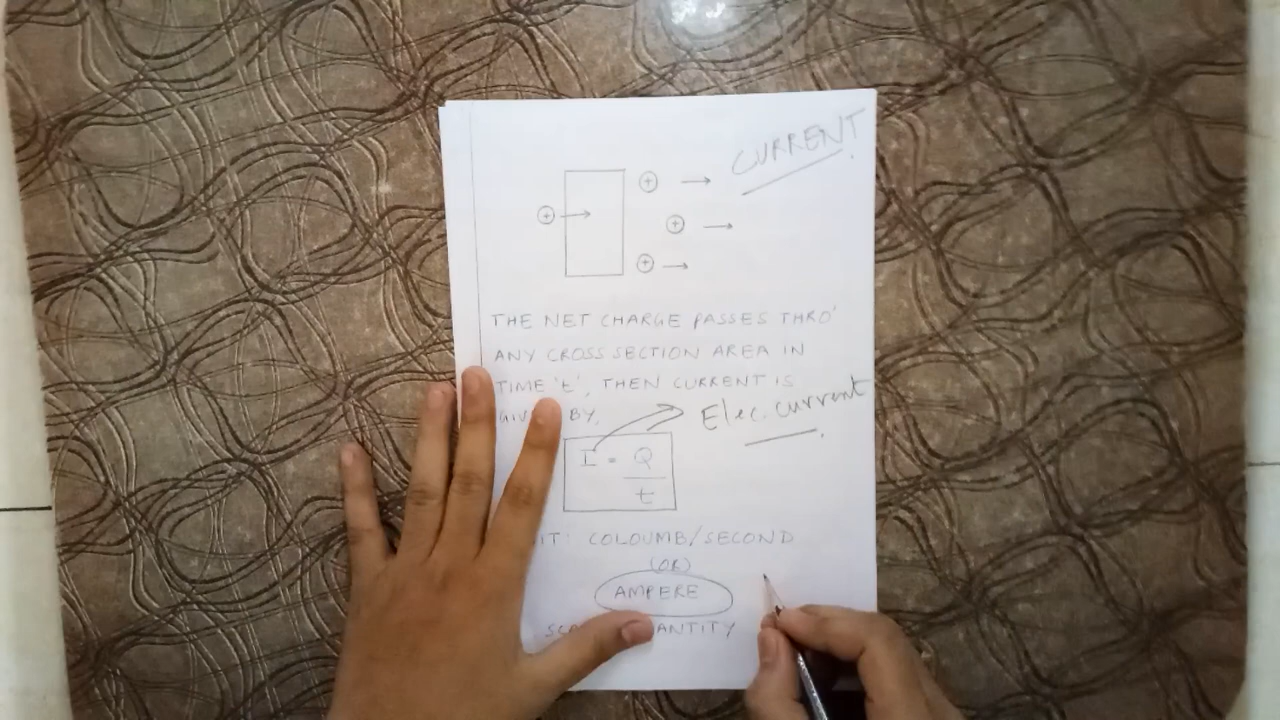 CURRENT.
THE NET CHARGE PASSES THRO'
ANY CROSS SECTION AREA IN
TIME 't', THEN CURRENT IS
BY,
Elec. current.
I = Q
t
COLOUMB/SECOND
(OR)
AMPERE